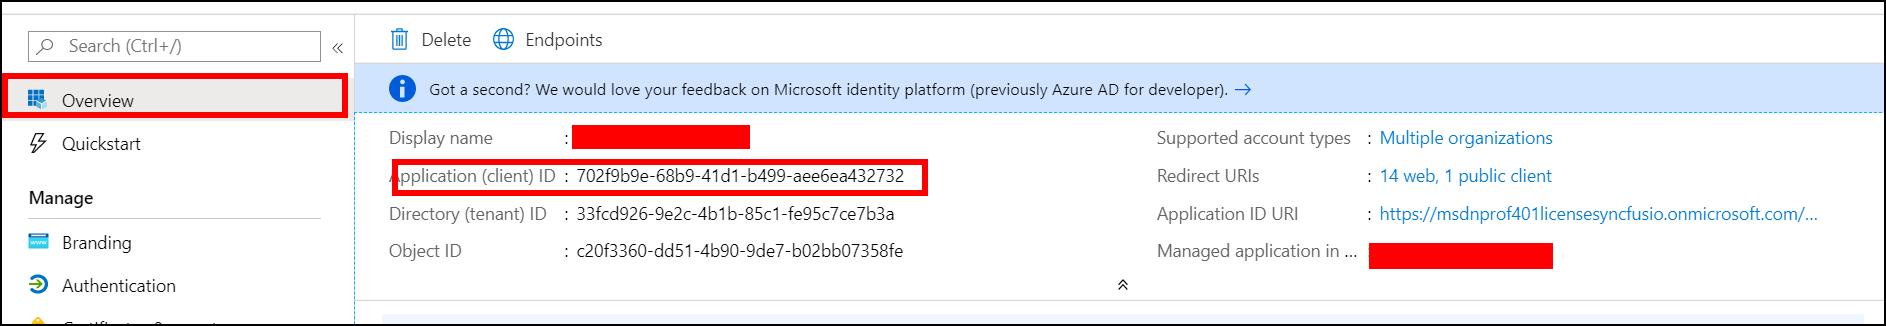 Search (Ctrl+/)
«
Overview
Quickstart
Manage
Branding
Authentication
Delete
Endpoints
Got a second? We would love your feedback on Microsoft identity platform (previously Azure AD for developer). →
Display name :
Application (client) ID : 702f9b9e-68b9-41d1-b499-aee6ea432732
Directory (tenant) ID : 33fcd926-9e2c-4b1b-85c1-fe95c7ce7b3a
Object ID : c20f3360-dd51-4b90-9de7-b02bb07358fe
Supported account types : Multiple organizations
Redirect URIs : 14 web, 1 public client
Application ID URI : https://msdnprof401licensesyncfusio.onmicrosoft.com/...
Managed application in ... :